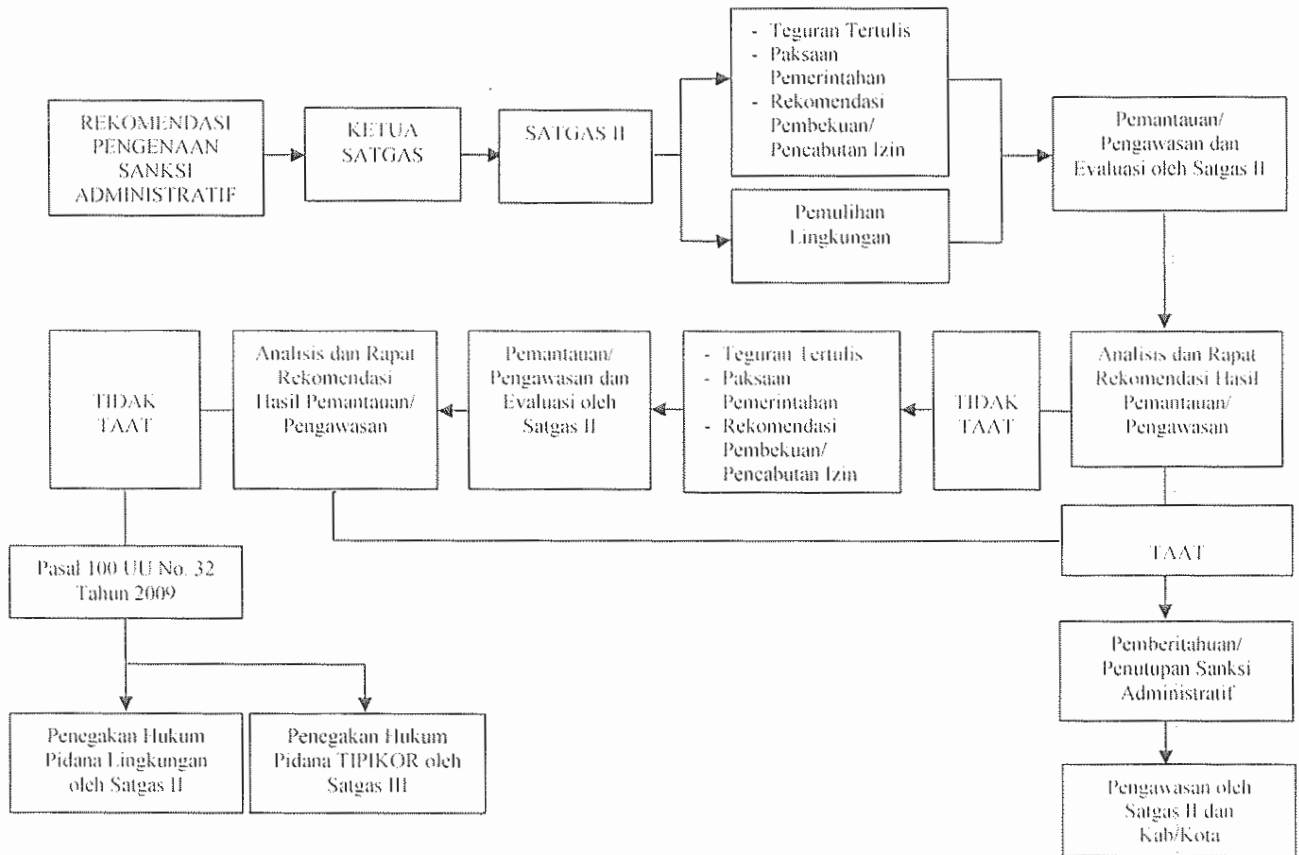 REKOMENDASI
PENGENAAN
SANKSI
ADMINISTRATIF
KETUA
SATGAS
SATGAS II
- Teguran Tertulis
- Paksaan
Pemerintahan
- Rekomendasi
Pembekuan/
Pencabutan Izin
Pemulihan
Lingkungan
Pemantauan/
Pengawasan dan
Evaluasi oleh Satgas II
Analisis dan Rapat
Rekomendasi Hasil
Pemantauan/
Pengawasan
TIDAK
TAAT
- Teguran Tertulis
- Paksaan
Pemerintahan
- Rekomendasi
Pembekuan/
Pencabutan Izin
Pemantauan/
Pengawasan dan
Evaluasi oleh
Satgas II
Analisis dan Rapat
Rekomendasi
Hasil Pemantauan/
Pengawasan
TIDAK
TAAT
Pasal 100 UU No. 32
Tahun 2009
Penegakan Hukum
Pidana Lingkungan
oleh Satgas II
Penegakan Hukum
Pidana TIPIKOR oleh
Satgas III
TAAT
Pemberitahuan/
Penutupan Sanksi
Administratif
Pengawasan oleh
Satgas II dan
Kab/Kota